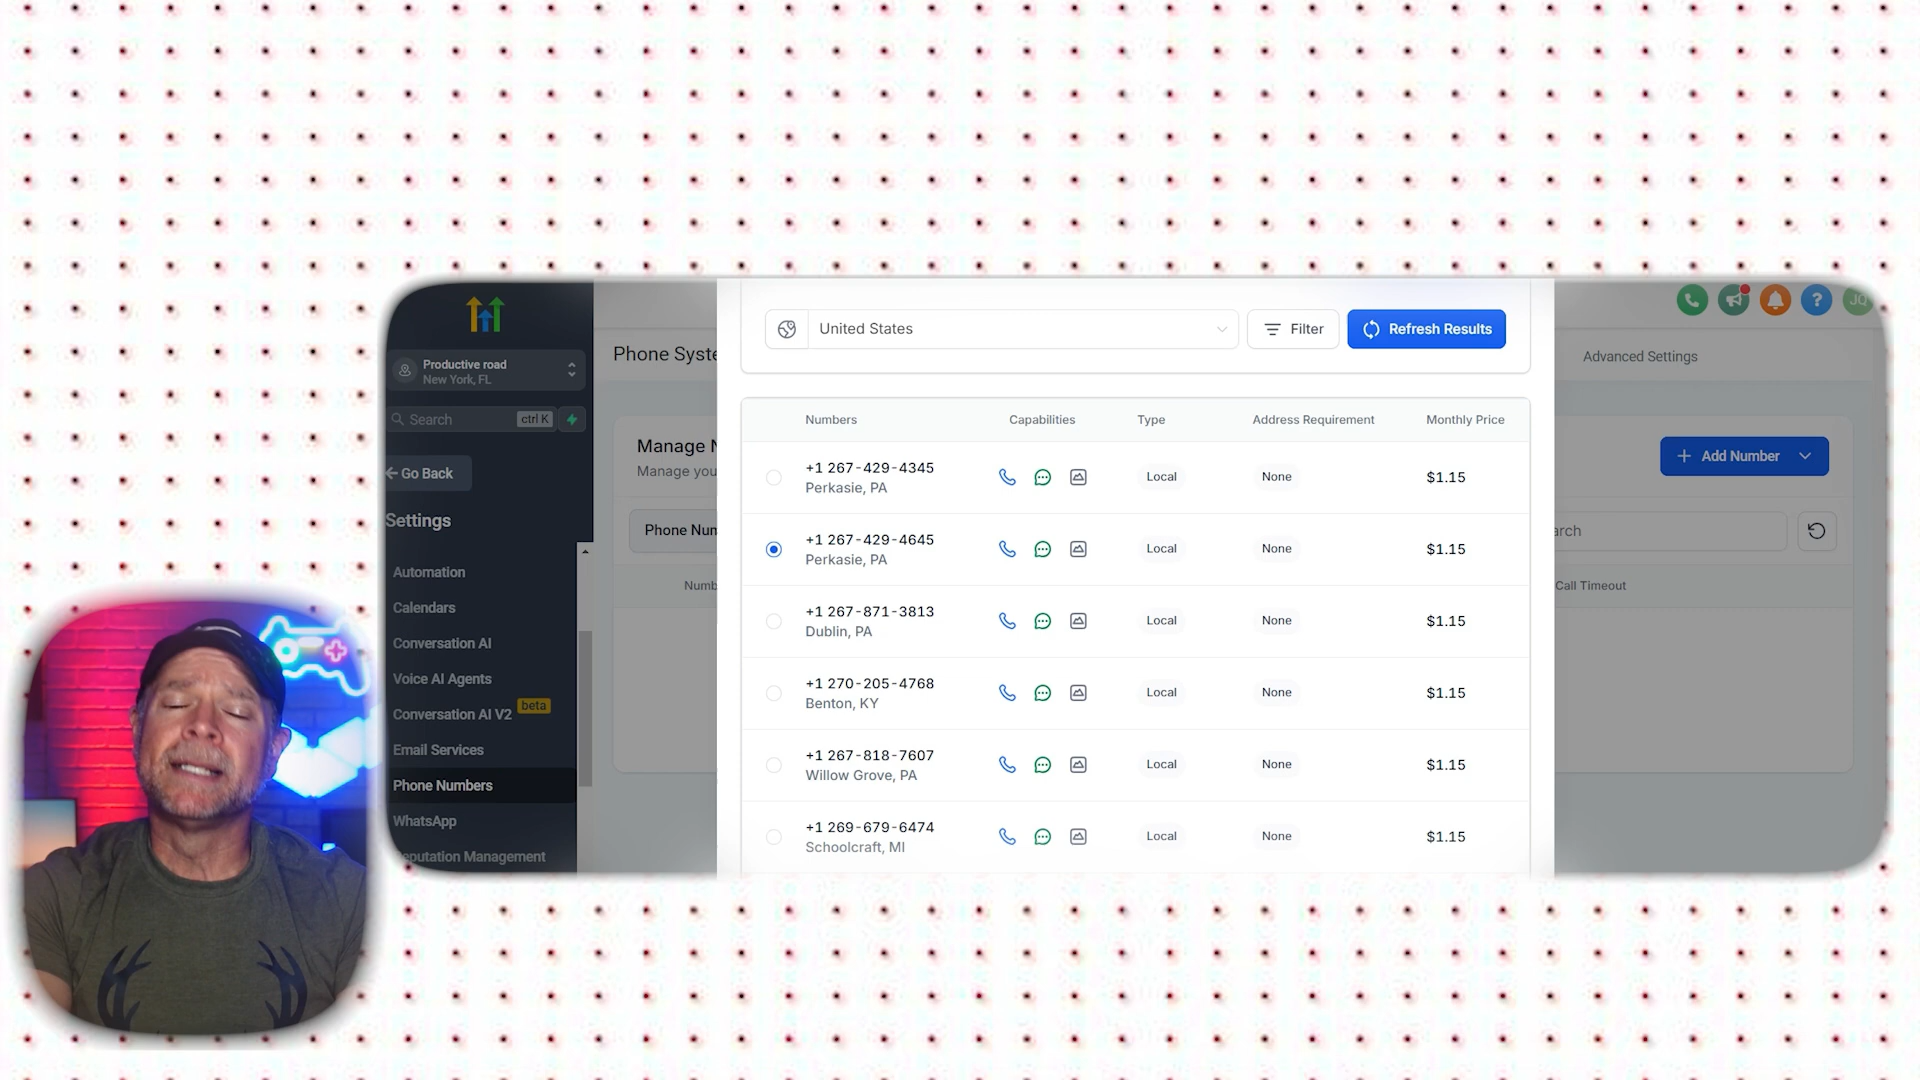 Productive road
New York, FL
Search
ctrl K
Go Back
Settings
Automation
Calendars
Conversation AI
Voice AI Agents
Conversation AI V2
beta
Email Services
Phone Numbers
WhatsApp
Reputation Management
Phone Syste
Advanced Settings
JQ
?
Manage N
Manage you
Add Number
Phone Num
arch
Numb
Call Timeout
United States
Filter
Refresh Results
Numbers Capabilities Type Address Requirement Monthly Price
+1 267-429-4345
Perkasie, PA
Local None $1.15
+1 267-429-4645
Perkasie, PA
Local None $1.15
+1 267-871-3813
Dublin, PA
Local None $1.15
+1 270-205-4768
Benton, KY
Local None $1.15
+1 267-818-7607
Willow Grove, PA
Local None $1.15
+1 269-679-6474
Schoolcraft, MI
Local None $1.15